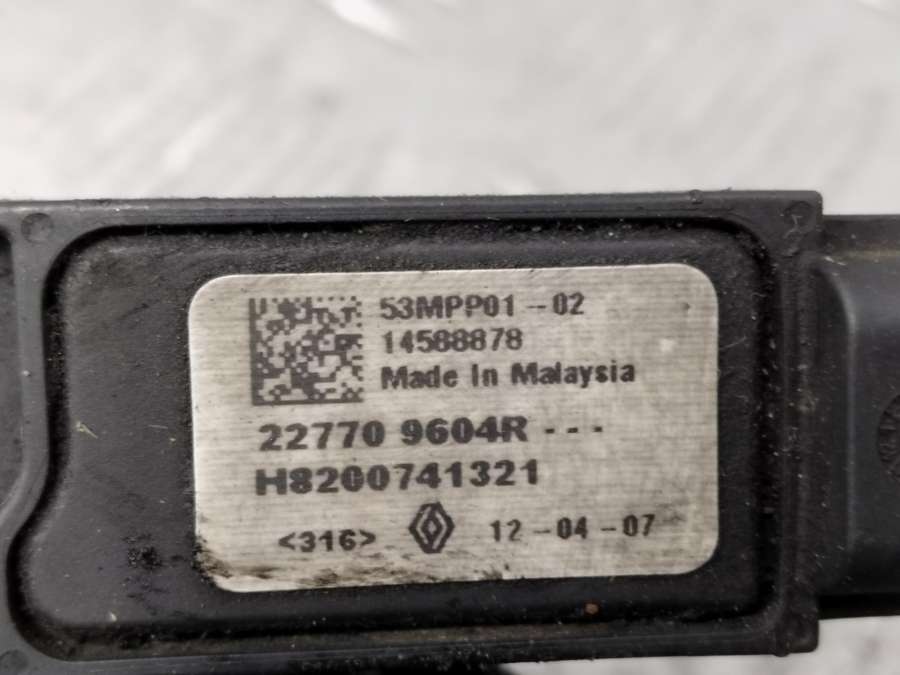 53MPP01-02
14588878
Made In Malaysia
22770 9604R ---
H8200741321
<316> 12-04-07